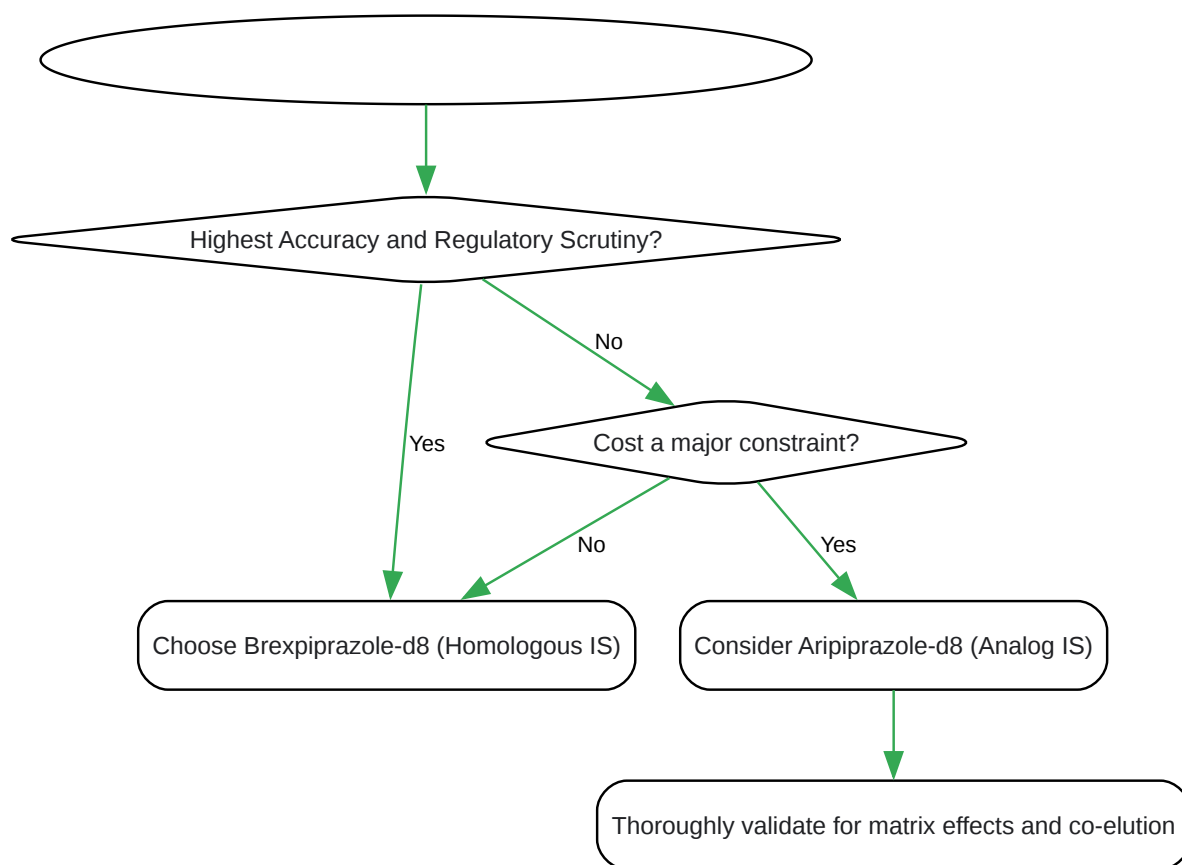 Highest Accuracy and Regulatory Scrutiny?
No
Cost a major constraint?
Yes
No
Yes
Choose Brexpiprazole-d8 (Homologous IS)
Consider Aripiprazole-d8 (Analog IS)
Thoroughly validate for matrix effects and co-elution